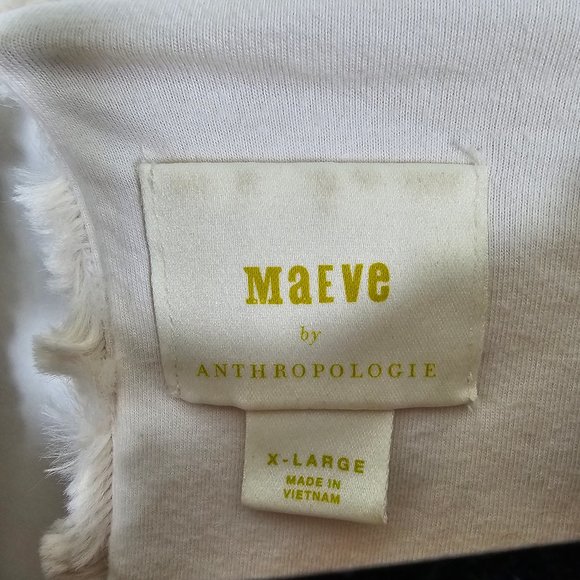 MaEVe
by
ANTHROPOLOGIE
X-LARGE
MADE IN
VIETNAM